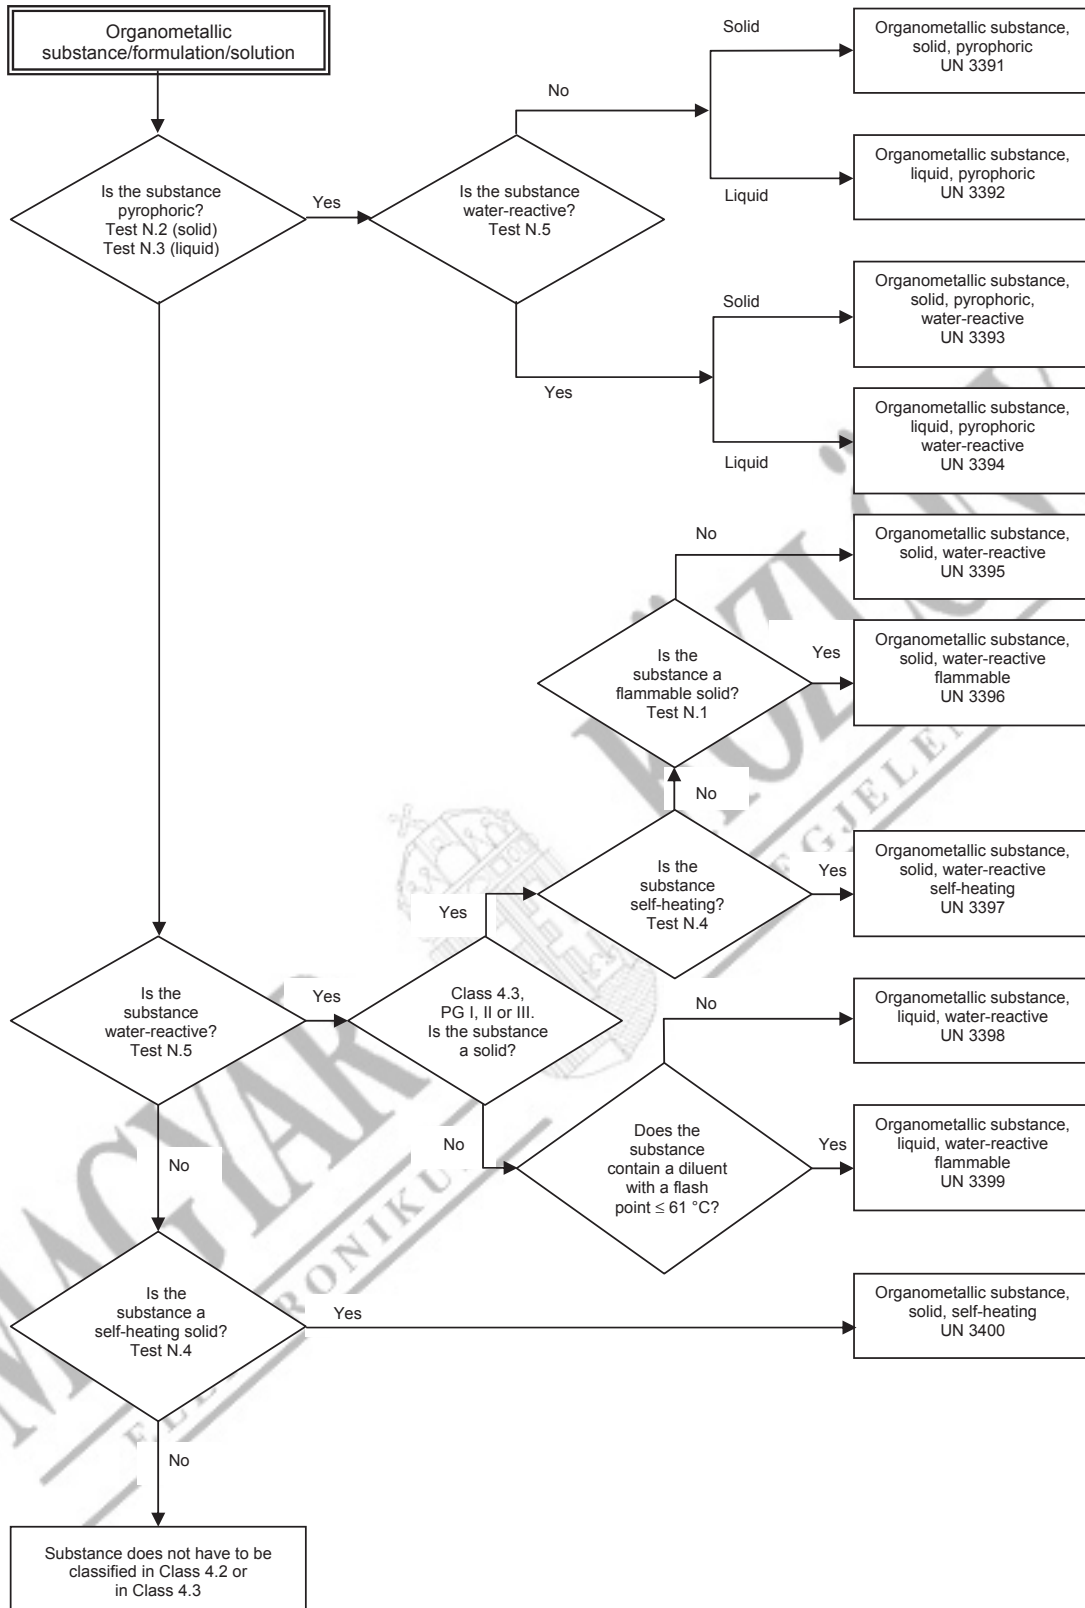 Organometallic
substance/formulation/solution
Is the substance
pyrophoric?
Test N.2 (solid)
Test N.3 (liquid)
Yes
Is the substance
water-reactive?
Test N.5
No
Solid
Organometallic substance,
solid, pyrophoric
UN 3391
Liquid
Organometallic substance,
liquid, pyrophoric
UN 3392
Yes
Solid
Organometallic substance,
solid, pyrophoric,
water-reactive
UN 3393
Liquid
Organometallic substance,
liquid, pyrophoric
water-reactive
UN 3394
No
Organometallic substance,
solid, water-reactive
UN 3395
Is the
substance a
flammable solid?
Test N.1
Yes
Organometallic substance,
solid, water-reactive
flammable
UN 3396
No
Is the
substance
self-heating?
Test N.4
Yes
Organometallic substance,
solid, water-reactive
self-heating
UN 3397
Yes
Is the
substance
water-reactive?
Test N.5
Yes
Class 4.3,
PG I, II or III.
Is the substance
a solid?
No
Organometallic substance,
liquid, water-reactive
UN 3398
No
Does the
substance
contain a diluent
with a flash
point ≤ 61 °C?
Yes
Organometallic substance,
liquid, water-reactive
flammable
UN 3399
No
Is the
substance a
self-heating solid?
Test N.4
Yes
Organometallic substance,
solid, self-heating
UN 3400
No
Substance does not have to be
classified in Class 4.2 or
in Class 4.3
MAGYAR